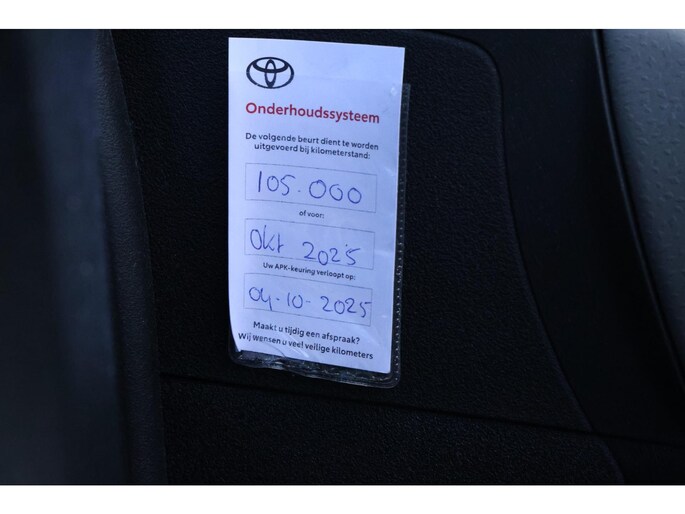 Onderhoudssysteem
De volgende beurt dient te worden
uitgevoerd bij kilometerstand:
105.000
of voor:
Okt 2025
Uw APK-keuring verloopt op:
04-10-2025
Maakt u tijdig een afspraak?
Wij wensen u veel veilige kilometers